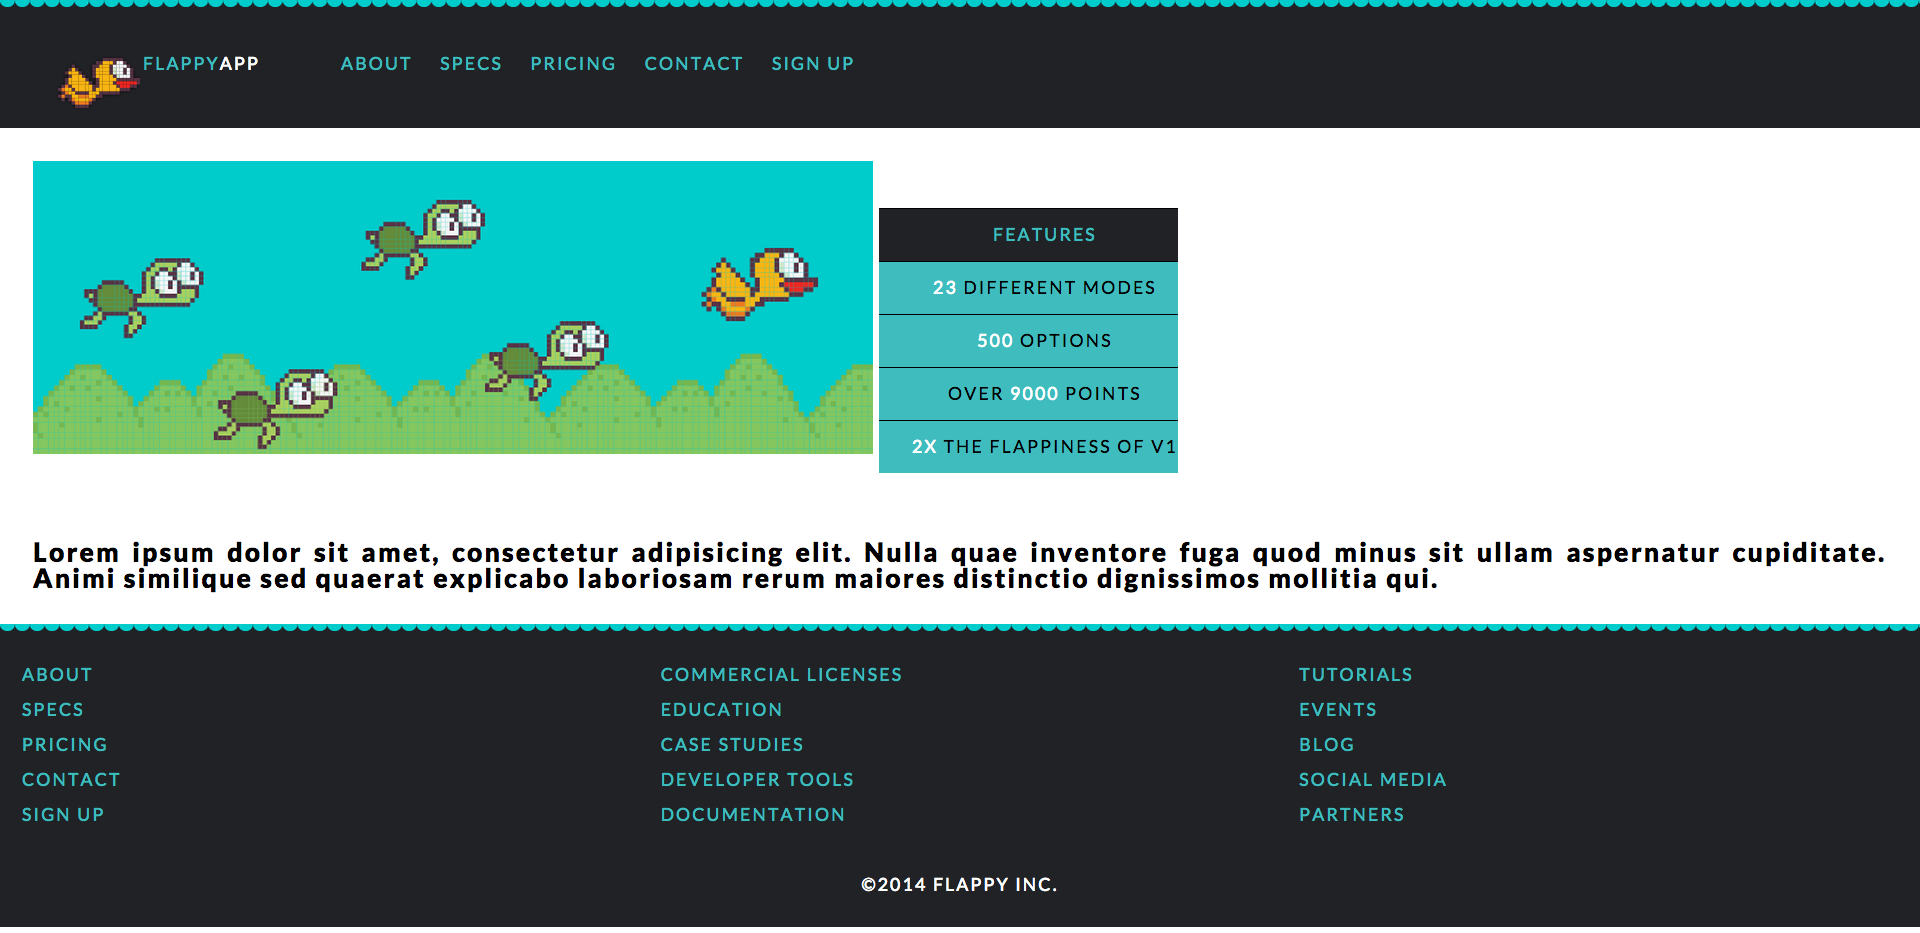 FLAPPYAPP ABOUT SPECS PRICING CONTACT SIGN UP
FEATURES
23 DIFFERENT MODES
500 OPTIONS
OVER 9000 POINTS
2X THE FLAPPINESS OF V1
Lorem ipsum dolor sit amet, consectetur adipisicing elit. Nulla quae inventore fuga quod minus sit ullam aspernatur cupiditate.
Animi similique sed quaerat explicabo laboriosam rerum maiores distinctio dignissimos mollitia qui.
ABOUT
SPECS
PRICING
CONTACT
SIGN UP
COMMERCIAL LICENSES
EDUCATION
CASE STUDIES
DEVELOPER TOOLS
DOCUMENTATION
TUTORIALS
EVENTS
BLOG
SOCIAL MEDIA
PARTNERS
©2014 FLAPPY INC.